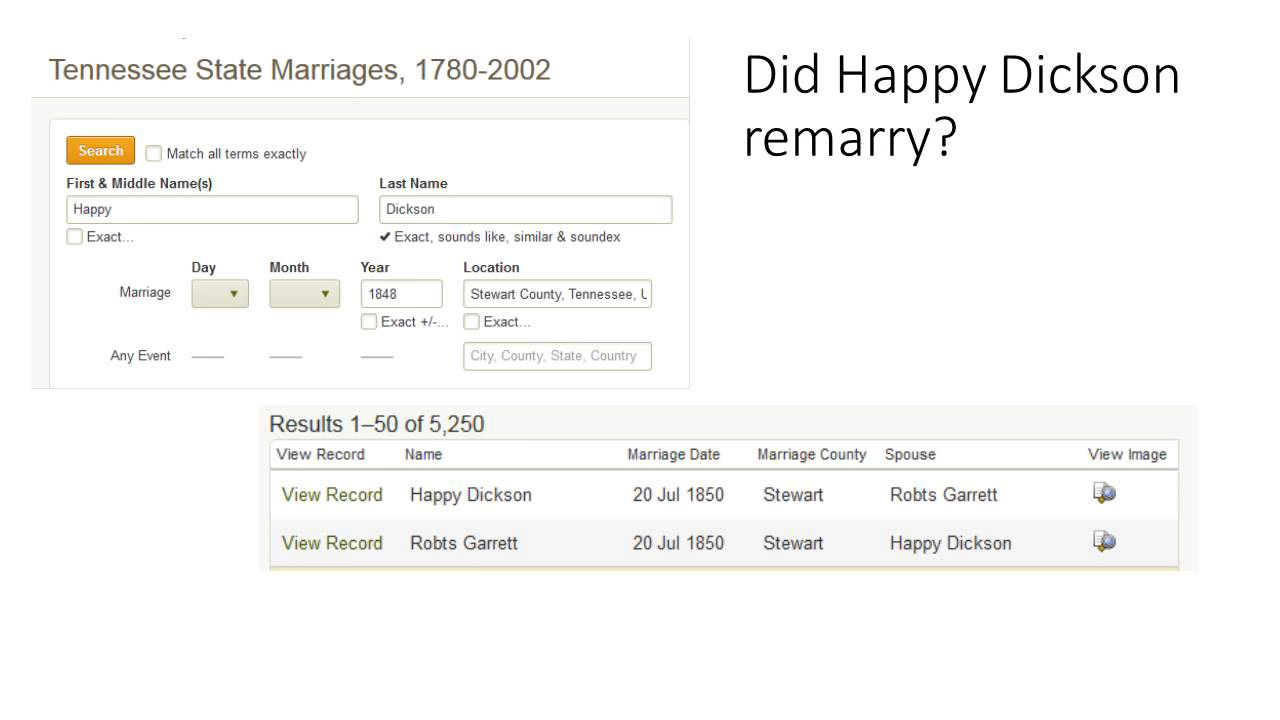 Tennessee State Marriages, 1780-2002
Did Happy Dickson
remarry?
Search
Match all terms exactly
First & Middle Name(s) Last Name
Happy Dickson
Exact... Exact, sounds like, similar & soundex
Day Month Year Location
Marriage 1848 Stewart County, Tennessee, U
Exact +/-... Exact...
Any Event City, County, State, Country
Results 1–50 of 5,250
View Record Name Marriage Date Marriage County Spouse View Image
View Record Happy Dickson 20 Jul 1850 Stewart Robts Garrett
View Record Robts Garrett 20 Jul 1850 Stewart Happy Dickson